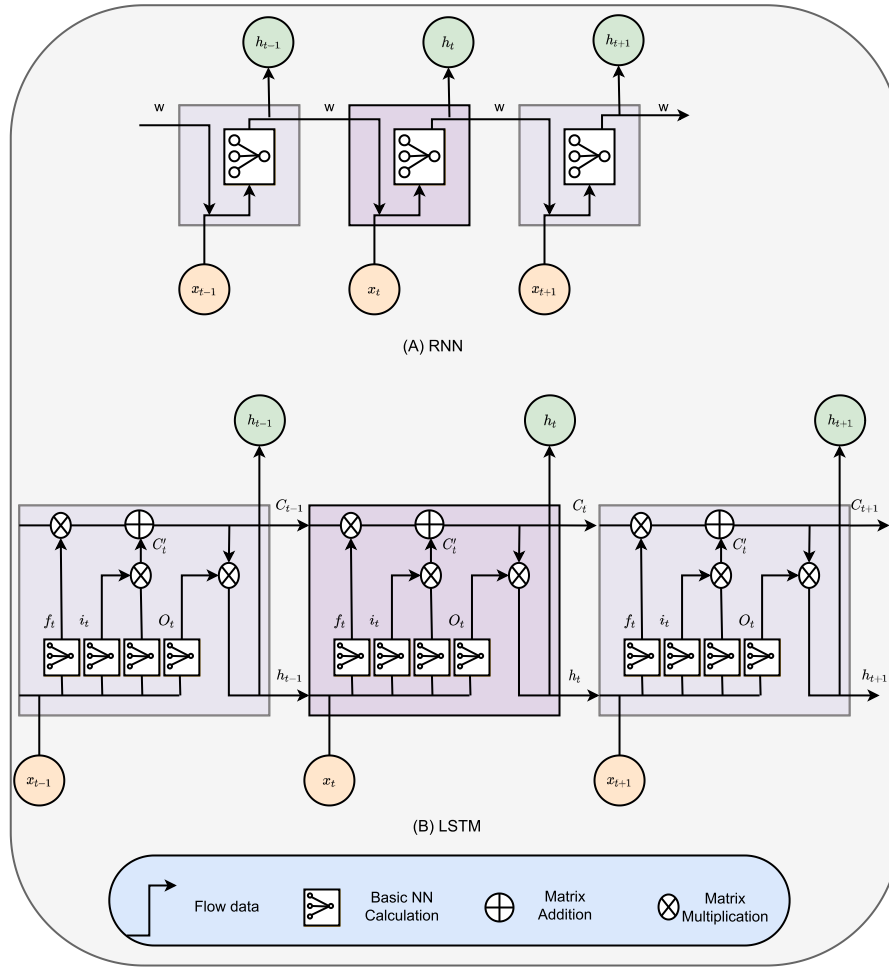 h_{t-1} h_t h_{t+1}
w w w w
x_{t-1} x_t x_{t+1}
(A) RNN
h_{t-1} h_t h_{t+1}
C_{t-1} C_t C_{t+1}
C'_t C'_t C'_t
f_t i_t O_t f_t i_t O_t f_t i_t O_t
h_{t-1} h_t h_{t+1}
x_{t-1} x_t x_{t+1}
(B) LSTM
Flow data
Basic NN
Calculation
Matrix
Addition
Matrix
Multiplication